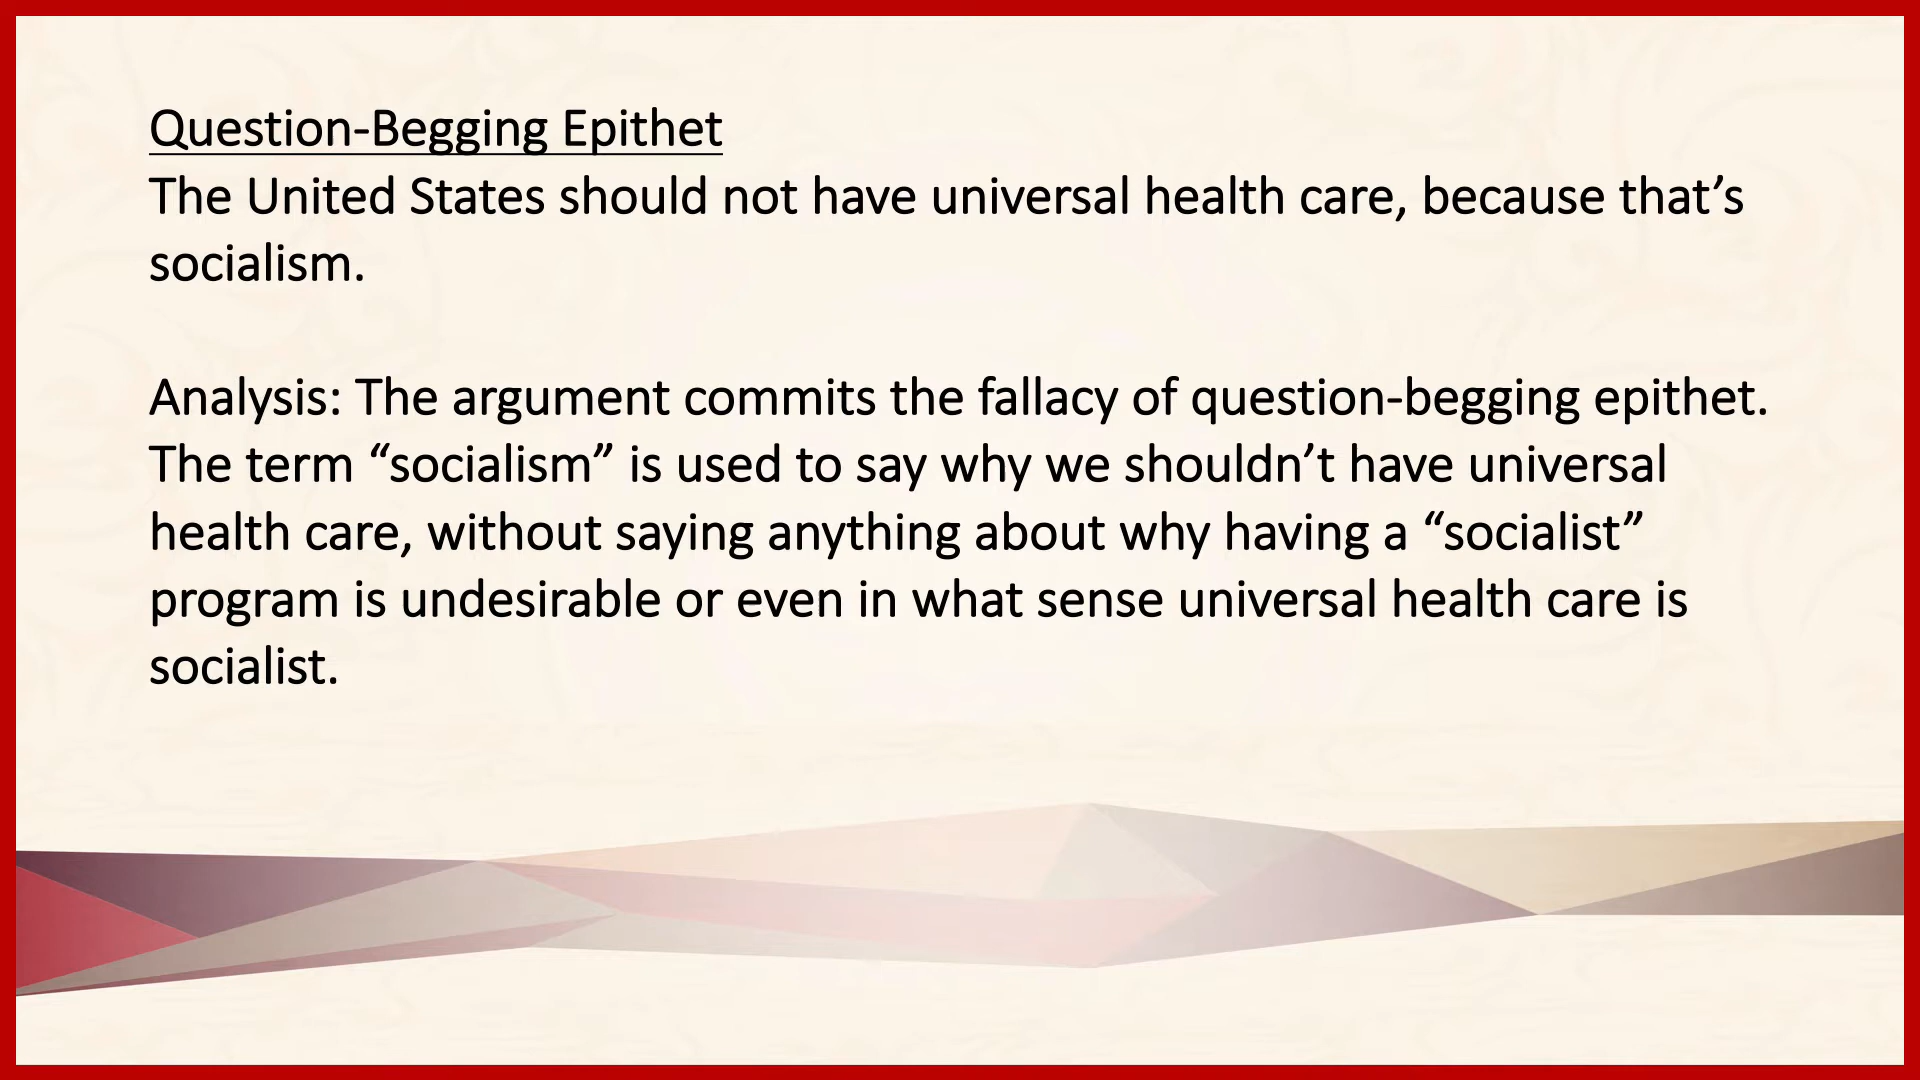 Question-Begging Epithet
The United States should not have universal health care, because that’s
socialism.
Analysis: The argument commits the fallacy of question-begging epithet.
The term “socialism” is used to say why we shouldn’t have universal
health care, without saying anything about why having a “socialist”
program is undesirable or even in what sense universal health care is
socialist.